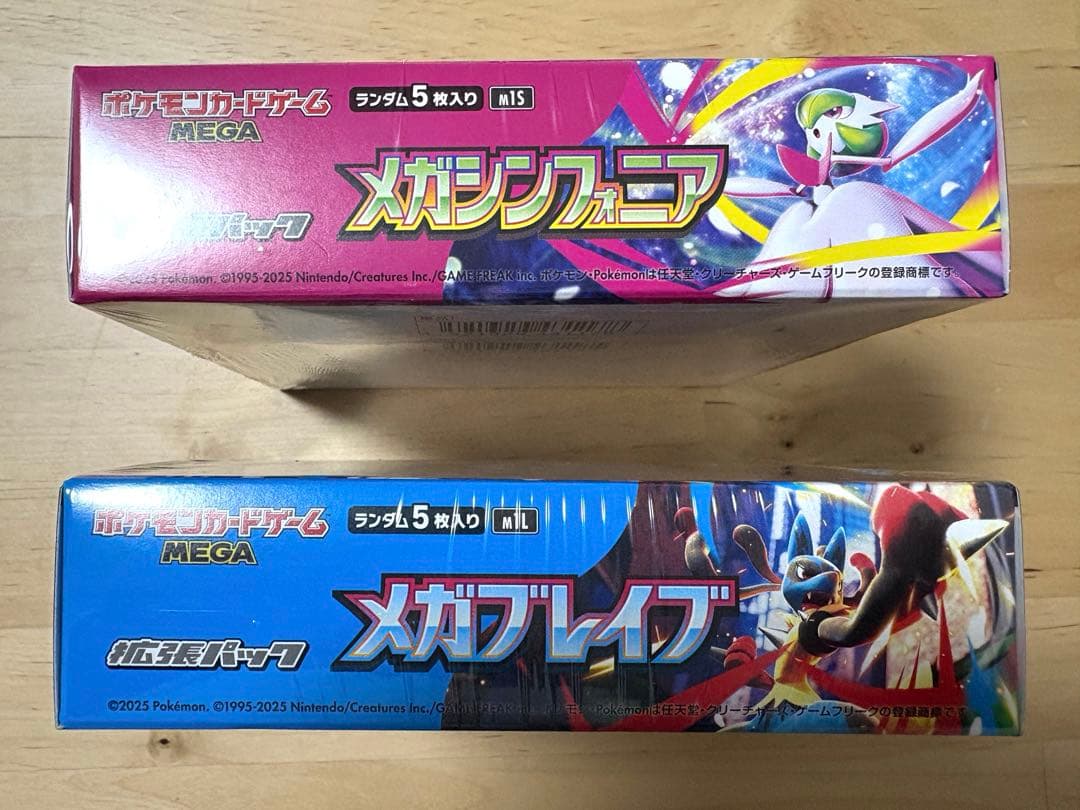 ポケモンカードゲーム
MEGA
ランダム5枚入り M1S
メガシンフォニア
パック
©2025 Pokémon. ©1995-2025 Nintendo/Creatures Inc./GAME FREAK inc. ポケモン・Pokémonは任天堂・クリーチャーズ・ゲームフリークの登録商標です。
ポケモンカードゲーム
MEGA
ランダム5枚入り M1L
メガブレイブ
拡張パック
©2025 Pokémon. ©1995-2025 Nintendo/Creatures Inc./GAME FREAK inc. ポケモン・Pokémonは任天堂・クリーチャーズ・ゲームフリークの登録商標です。